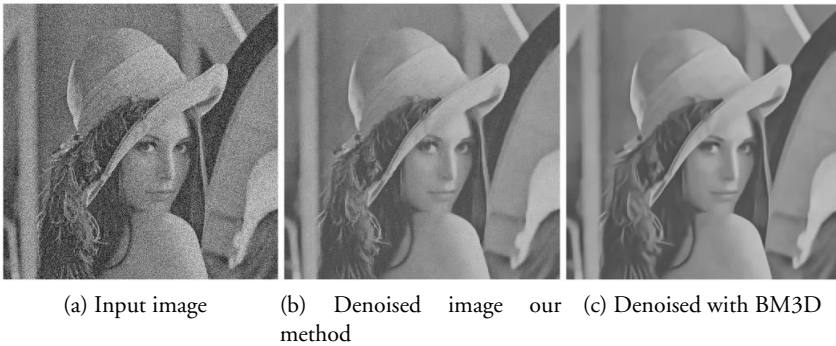 (a) Input image
(b) Denoised image our
method
(c) Denoised with BM3D